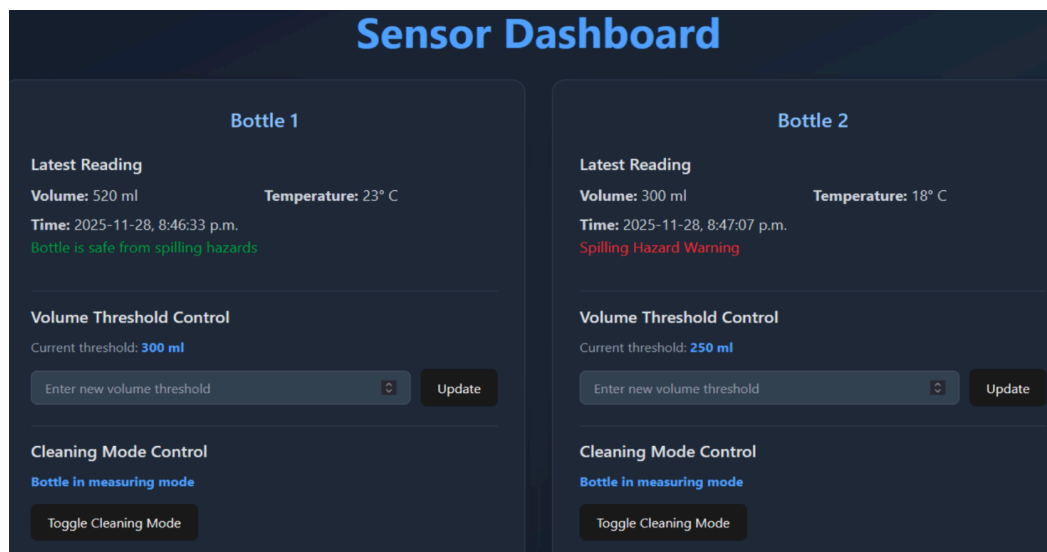 Sensor Dashboard
Bottle 1
Latest Reading
Volume: 520 ml Temperature: 23° C
Time: 2025-11-28, 8:46:33 p.m.
Bottle is safe from spilling hazards
Volume Threshold Control
Current threshold: 300 ml
Enter new volume threshold Update
Cleaning Mode Control
Bottle in measuring mode
Toggle Cleaning Mode
Bottle 2
Latest Reading
Volume: 300 ml Temperature: 18° C
Time: 2025-11-28, 8:47:07 p.m.
Spilling Hazard Warning
Volume Threshold Control
Current threshold: 250 ml
Enter new volume threshold Update
Cleaning Mode Control
Bottle in measuring mode
Toggle Cleaning Mode